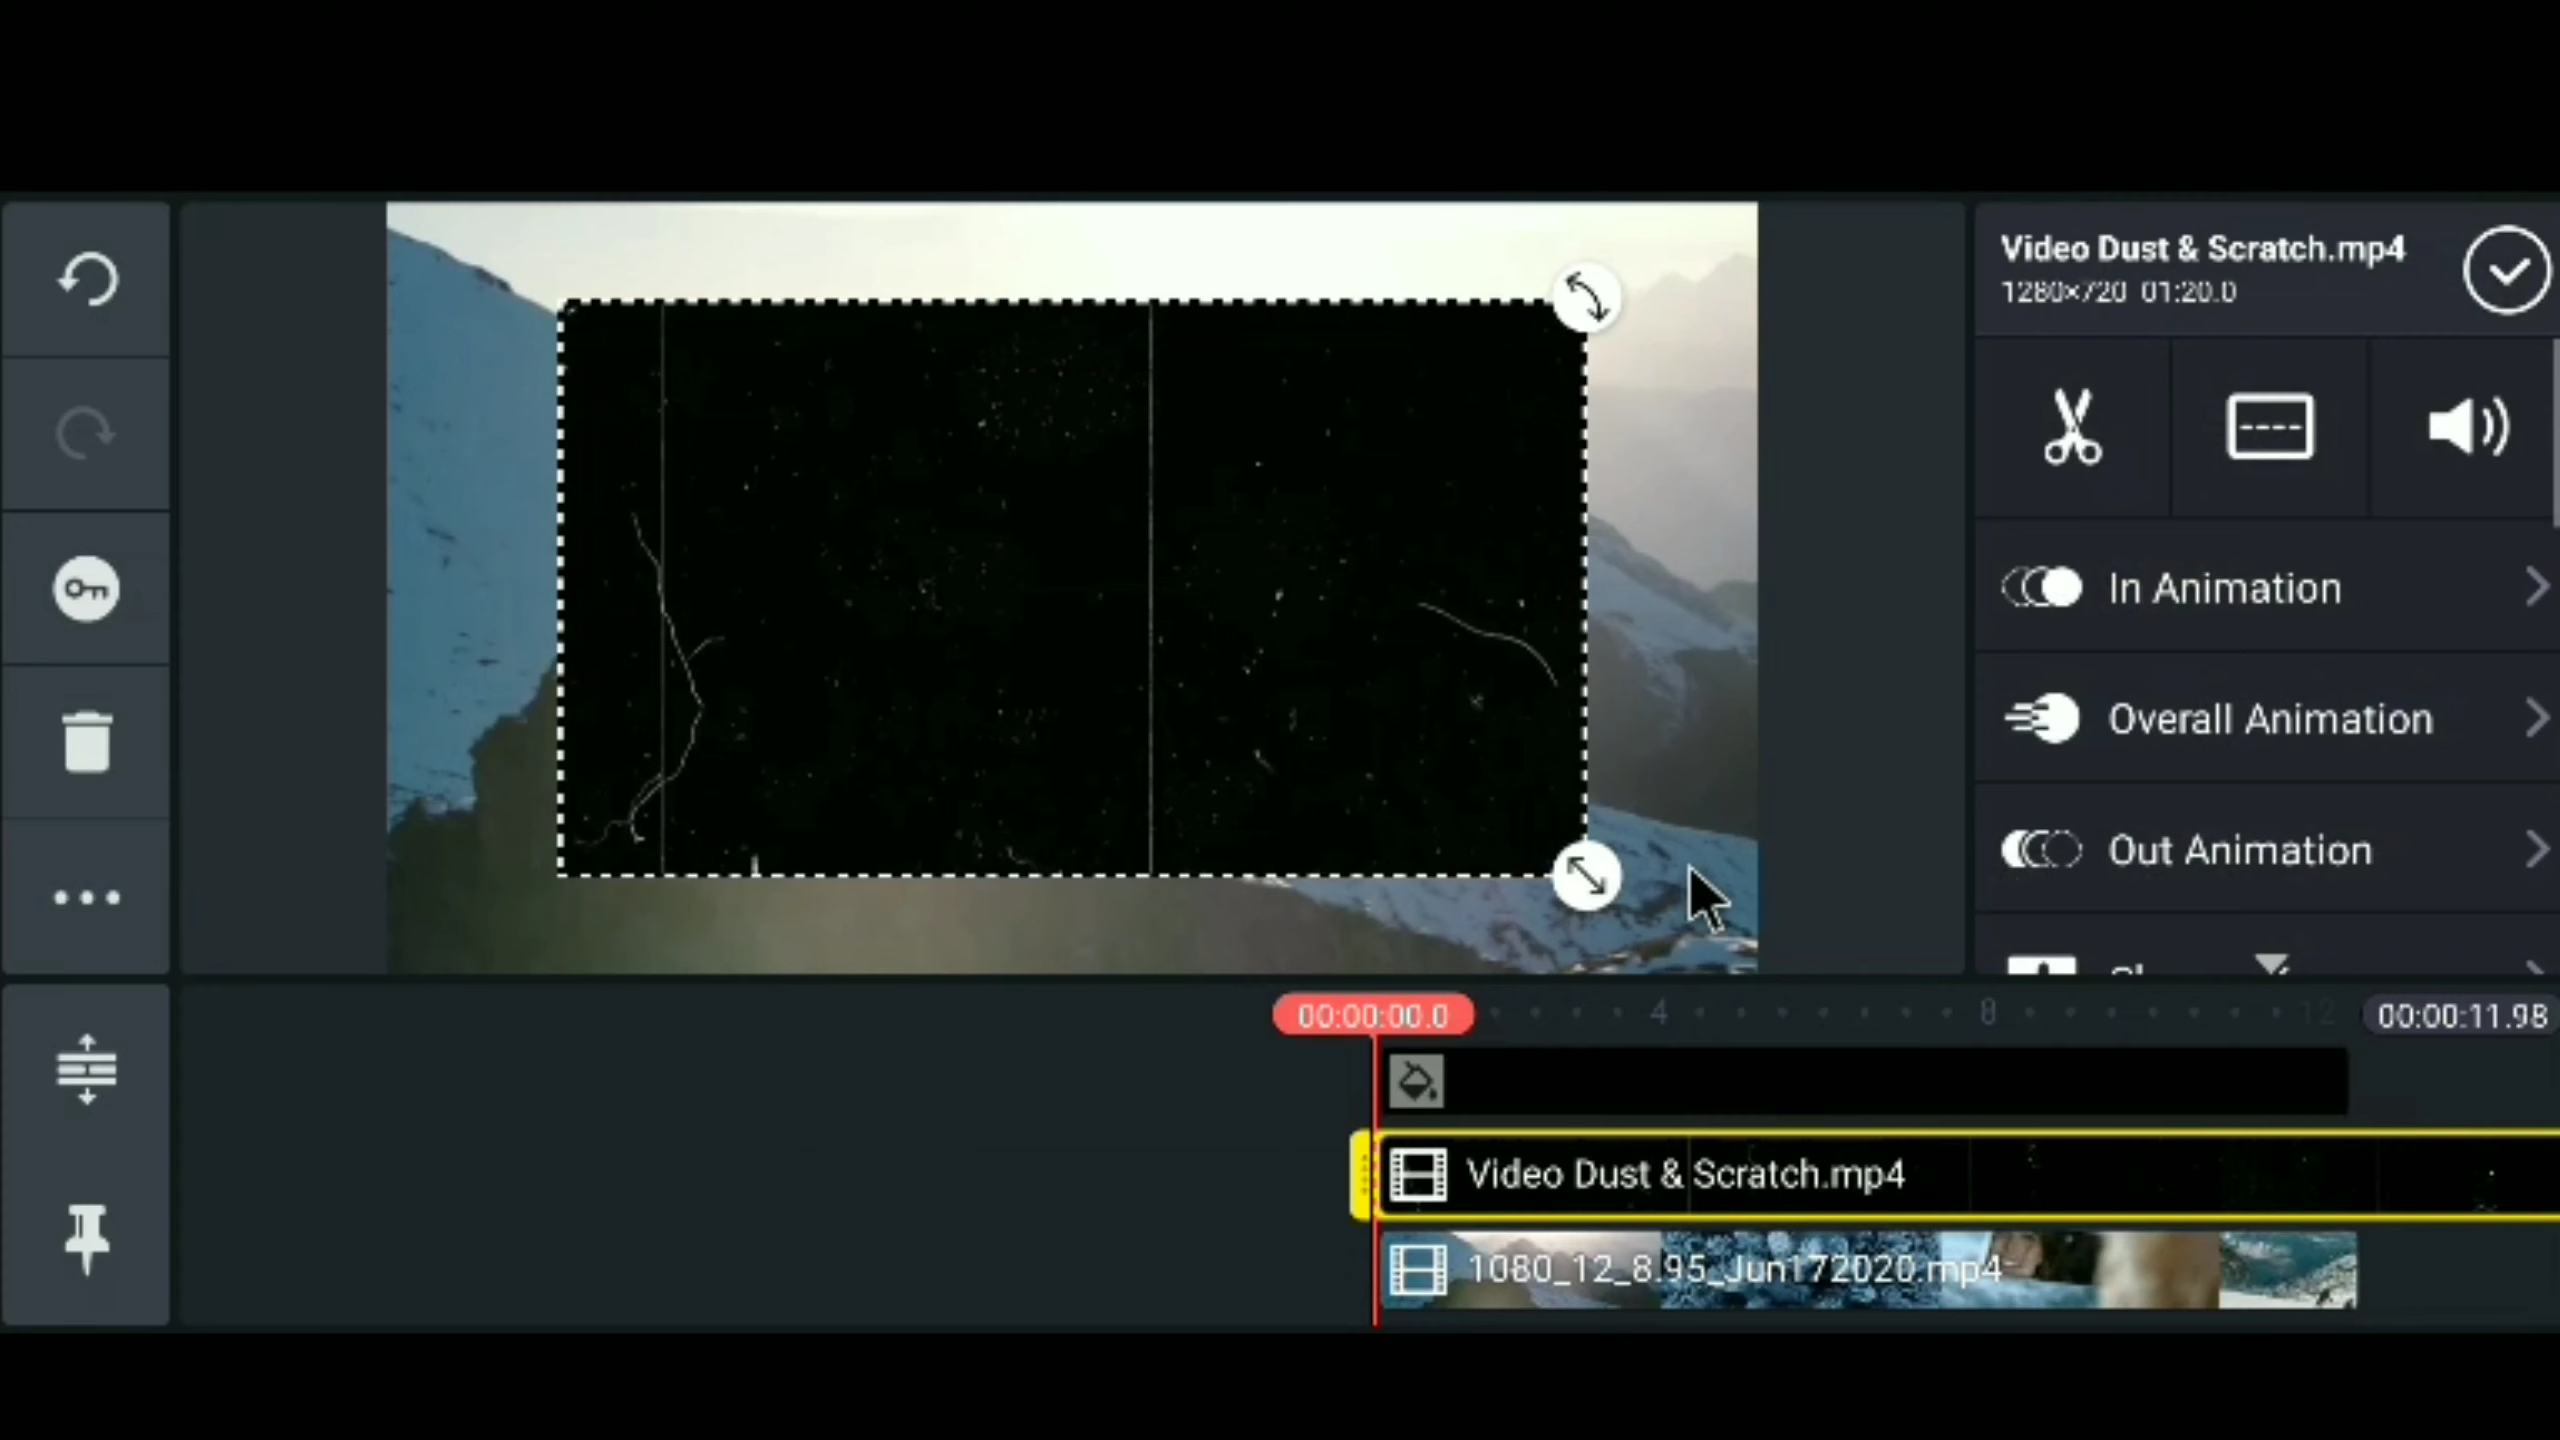 Video Dust & Scratch.mp4
1280×720 01:20.0
In Animation
Overall Animation
Out Animation
00:00:00.0
4
8
12
00:00:11.98
Video Dust & Scratch.mp4
1080_12_8.95_Jun172020.mp4